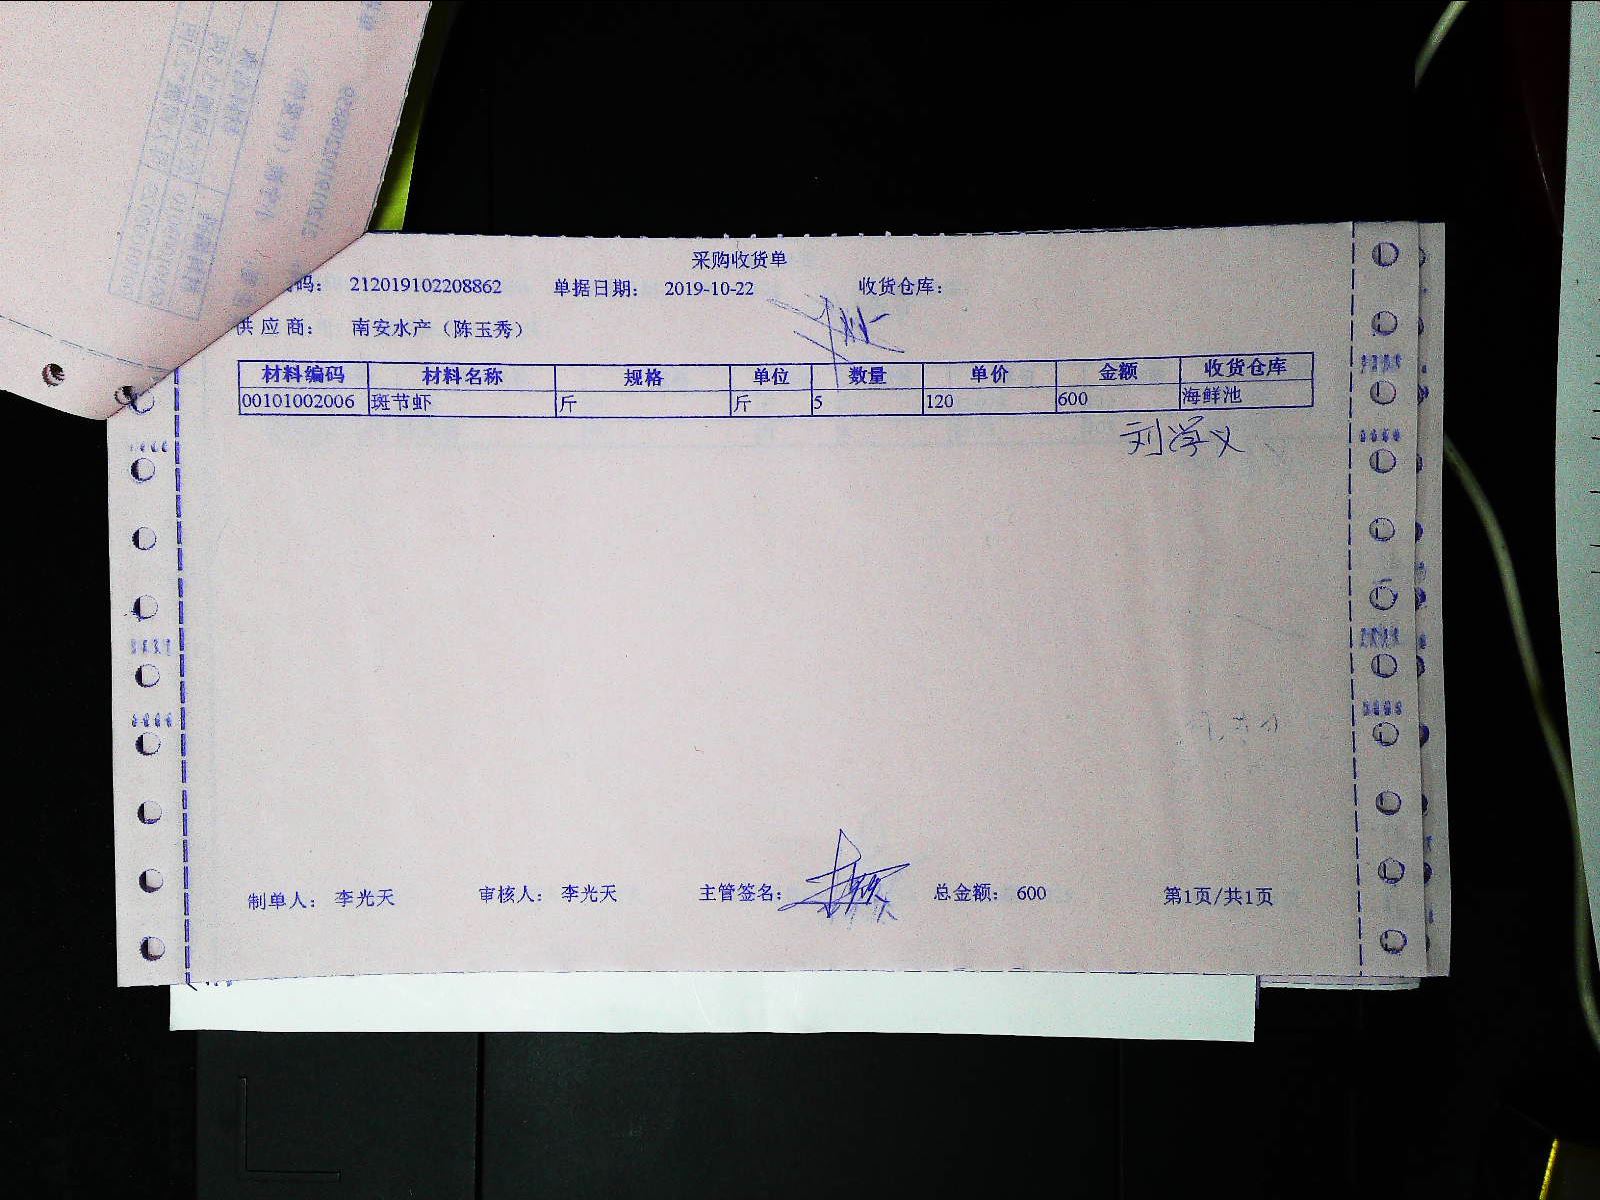 采购收货单
码： 212019102208862 单据日期： 2019-10-22 收货仓库：
供 应 商： 南安水产（陈玉秀）
材料编码 材料名称 规格 单位 数量 单价 金额 收货仓库
00101002006 斑节虾 斤 斤 5 120 600 海鲜池
刘学义
制单人： 李光天 审核人： 李光天 主管签名： 总金额： 600 第1页/共1页